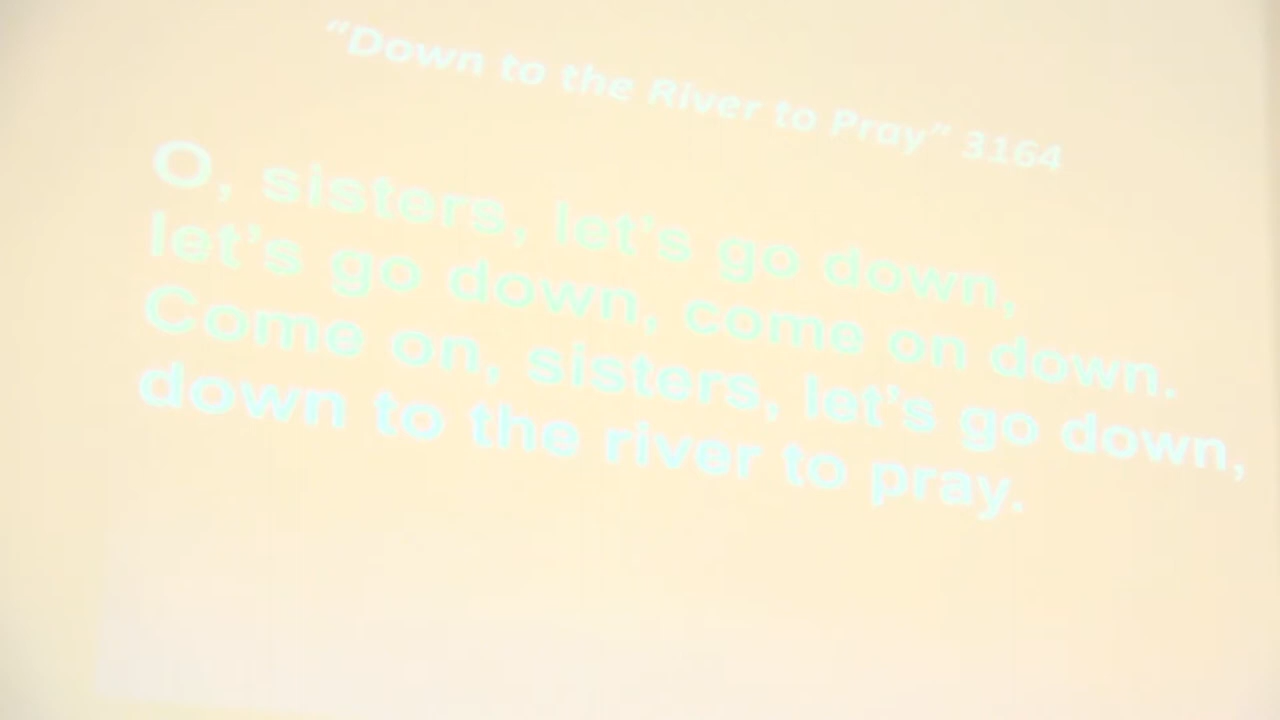 “Down to the River to Pray” 3164
O, sisters, let’s go down,
let’s go down, come on down.
Come on, sisters, let’s go down,
down to the river to pray.